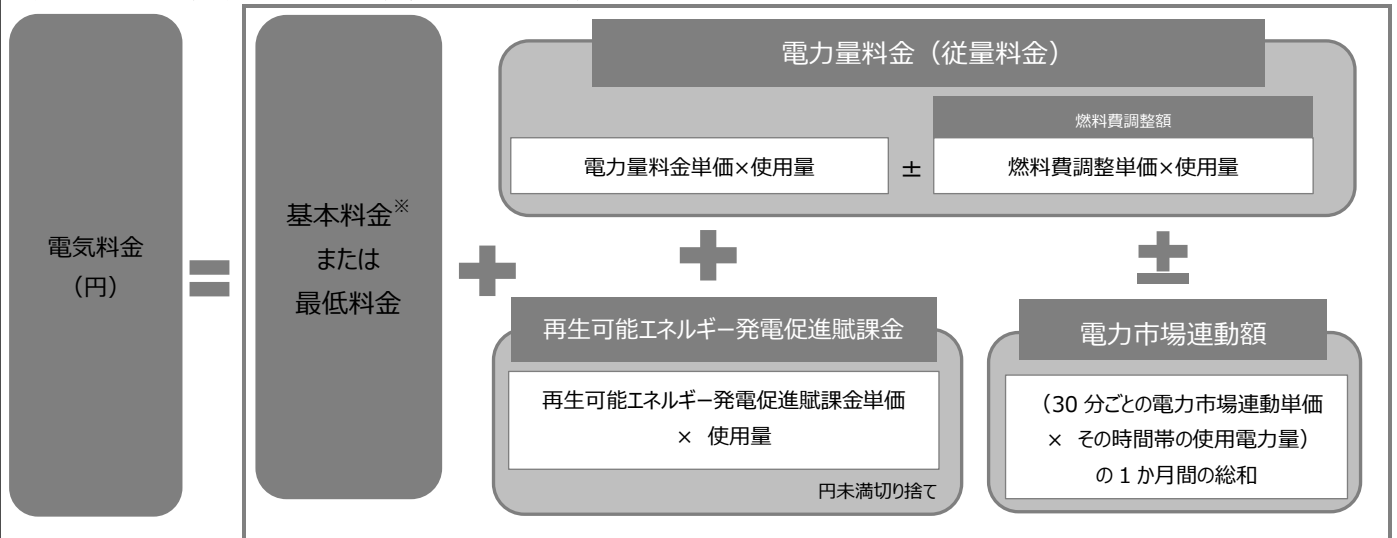 電気料金
（円）
=
基本料金※
または
最低料金
+
電力量料金（従量料金）
電力量料金単価×使用量
±
燃料費調整額
燃料費調整単価×使用量
+
再生可能エネルギー発電促進賦課金
再生可能エネルギー発電促進賦課金単価
× 使用量
円未満切り捨て
±
電力市場連動額
（30 分ごとの電力市場連動単価
× その時間帯の使用電力量）
の 1 か月間の総和